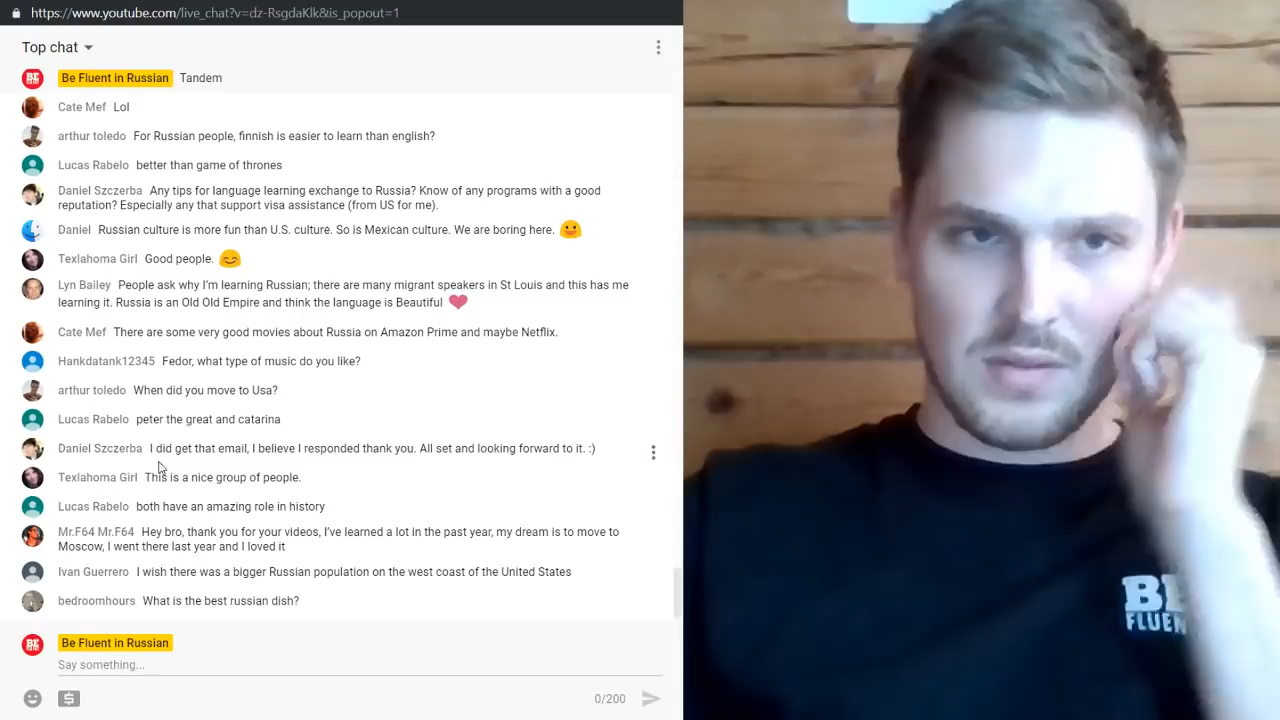 https://www.youtube.com/live_chat?v=dz-RsgdaKlk&is_popout=1
Top chat
Be Fluent in Russian Tandem
Cate Mef Lol
arthur toledo For Russian people, finnish is easier to learn than english?
Lucas Rabelo better than game of thrones
Daniel Szczerba Any tips for language learning exchange to Russia? Know of any programs with a good
reputation? Especially any that support visa assistance (from US for me).
Daniel Russian culture is more fun than U.S. culture. So is Mexican culture. We are boring here. 😀
Texlahoma Girl Good people. 😊
Lyn Bailey People ask why I'm learning Russian; there are many migrant speakers in St Louis and this has me
learning it. Russia is an Old Old Empire and think the language is Beautiful ❤
Cate Mef There are some very good movies about Russia on Amazon Prime and maybe Netflix.
Hankdatank12345 Fedor, what type of music do you like?
arthur toledo When did you move to Usa?
Lucas Rabelo peter the great and catarina
Daniel Szczerba I did get that email, I believe I responded thank you. All set and looking forward to it. :)
Texlahoma Girl This is a nice group of people.
Lucas Rabelo both have an amazing role in history
Mr.F64 Mr.F64 Hey bro, thank you for your videos, I've learned a lot in the past year, my dream is to move to
Moscow, I went there last year and I loved it
Ivan Guerrero I wish there was a bigger Russian population on the west coast of the United States
bedroomhours What is the best russian dish?
Be Fluent in Russian
Say something...
0/200
BE
FLUEN